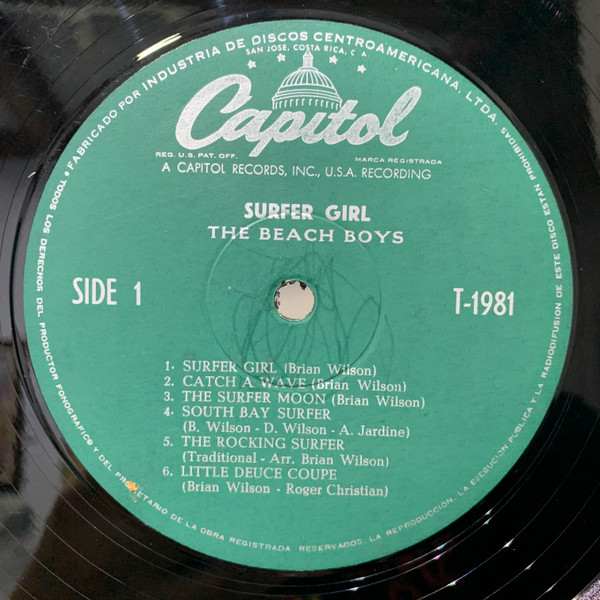 FABRICADO POR INDUSTRIA DE DISCOS CENTROAMERICANA, LTDA.
SAN JOSE, COSTA RICA, C A
Capitol
REG. U.S. PAT. OFF.
MARCA REGISTRADA
A CAPITOL RECORDS, INC., U.S.A. RECORDING
SURFER GIRL
THE BEACH BOYS
SIDE 1
T-1981
1. SURFER GIRL (Brian Wilson)
2. CATCH A WAVE (Brian Wilson)
3. THE SURFER MOON (Brian Wilson)
4. SOUTH BAY SURFER
(B. Wilson - D. Wilson - A. Jardine)
5. THE ROCKING SURFER
(Traditional - Arr. Brian Wilson)
6. LITTLE DEUCE COUPE
(Brian Wilson - Roger Christian)
TODOS LOS DERECHOS DEL PRODUCTOR FONOGRAFICO Y DEL PROPIETARIO DE LA OBRA REGISTRADA RESERVADOS. LA REPRODUCCION, LA EJECUCION PUBLICA Y LA RADIODIFUSION DE ESTE DISCO ESTAN PROHIBIDAS